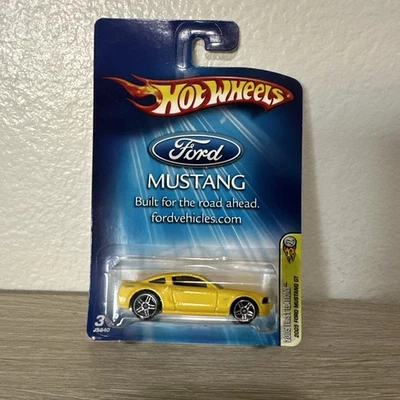 HOT WHEELS
Ford
MUSTANG
Built for the road ahead.
fordvehicles.com
2005 FORD MUSTANG GT
3+